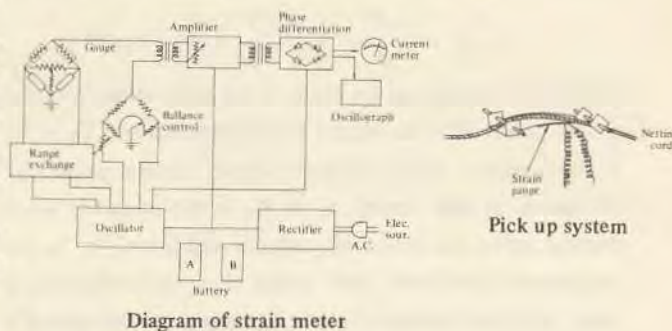 Amplifier
Phase
differentiation
Gauge
Current
meter
Oscillograph
Ballance
control
Range
exchange
Oscillator
Rectifier
Elec.
sour.
A.C.
A
B
Battery
Diagram of strain meter
Netting
cord
Strain
gauge
Pick up system